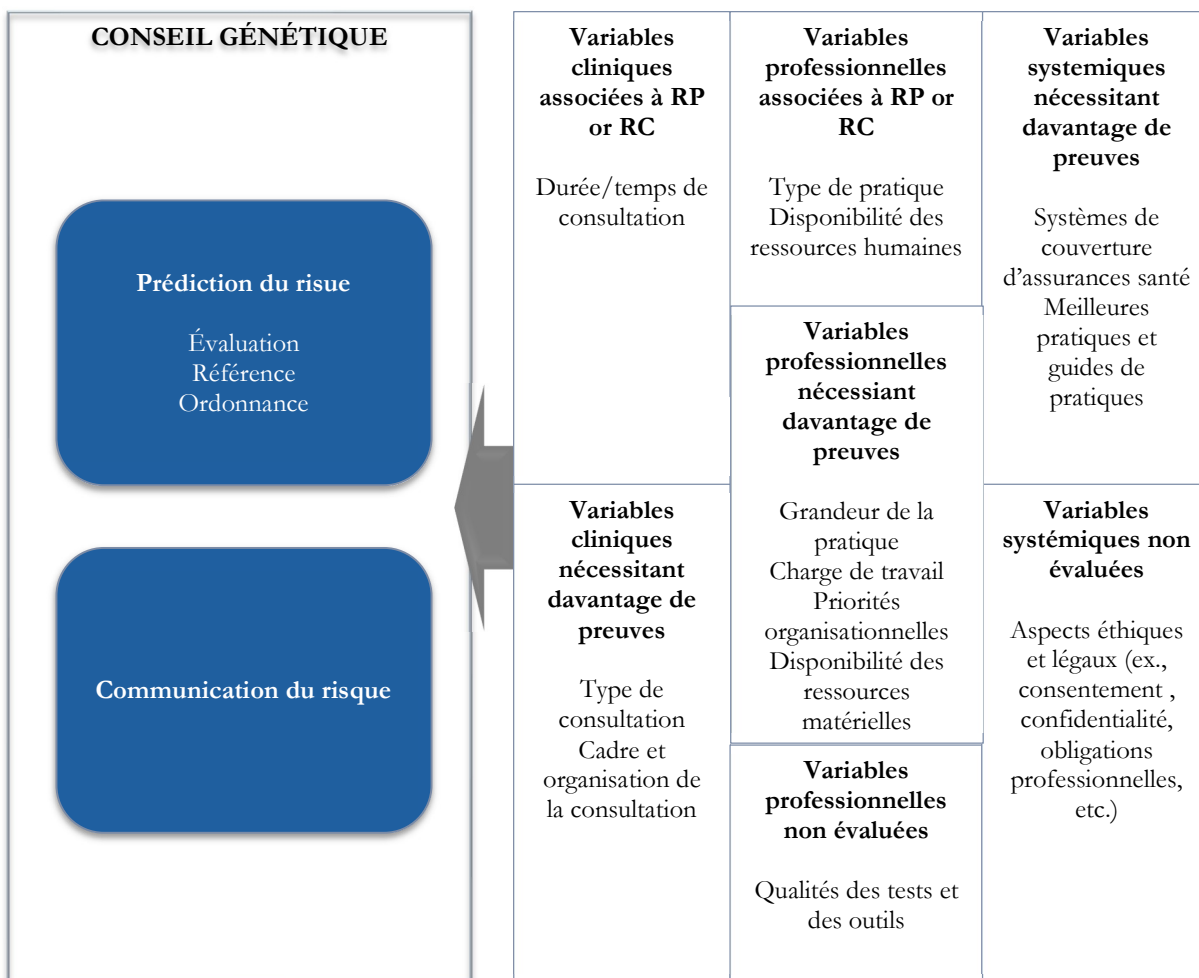 CONSEIL GÉNÉTIQUE
Prédiction du risue
Évaluation
Référence
Ordonnance
Communication du risque
Variables
cliniques
associées à RP
or RC
Durée/temps de
consultation
Variables
cliniques
nécessitant
davantage de
preuves
Type de
consultation
Cadre et
organisation de
la consultation
Variables
professionnelles
associées à RP or
RC
Type de pratique
Disponibilité des
ressources humaines
Variables
professionnelles
nécessiant
davantage de
preuves
Grandeur de la
pratique
Charge de travail
Priorités
organisationnelles
Disponibilité des
ressources
matérielles
Variables
professionnelles
non évaluées
Qualités des tests et
des outils
Variables
systemiques
nécessitant
davantage de
preuves
Systèmes de
couverture
d’assurances santé
Meilleures
pratiques et
guides de
pratiques
Variables
systémiques non
évaluées
Aspects éthiques
et légaux (ex.,
consentement ,
confidentialité,
obligations
professionnelles,
etc.)